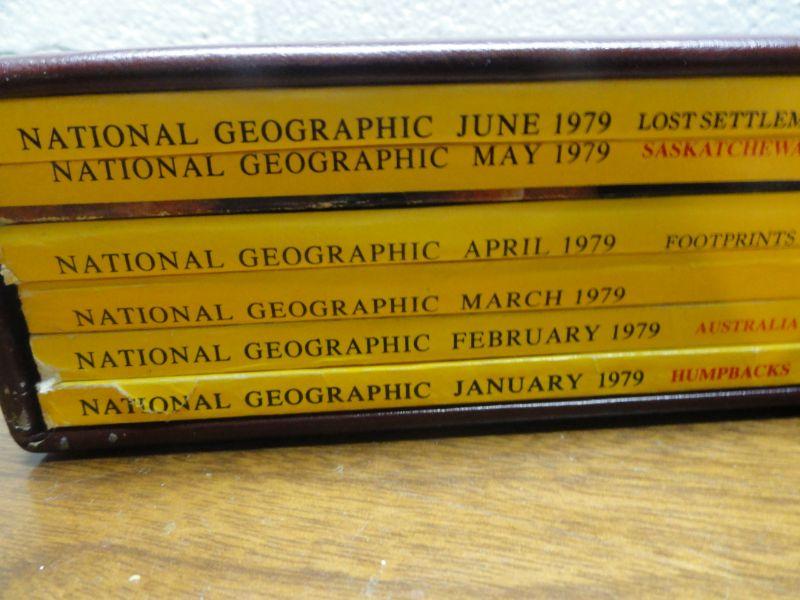 NATIONAL GEOGRAPHIC JUNE 1979 LOST SETTLEM
NATIONAL GEOGRAPHIC MAY 1979 SASKATCHEWA
NATIONAL GEOGRAPHIC APRIL 1979 FOOTPRINTS
NATIONAL GEOGRAPHIC MARCH 1979
NATIONAL GEOGRAPHIC FEBRUARY 1979 AUSTRALIA
NATIONAL GEOGRAPHIC JANUARY 1979 HUMPBACKS